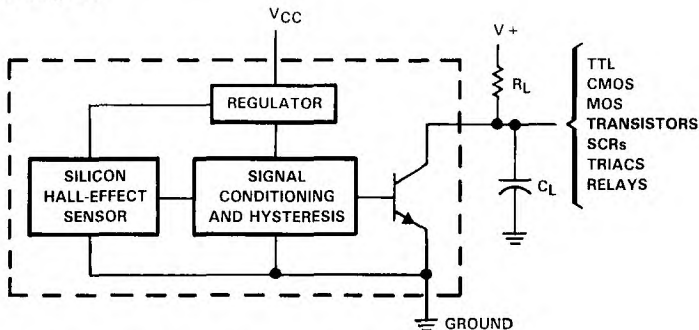 VCC
V +
REGULATOR
RL
TTL
CMOS
MOS
TRANSISTORS
SCRs
TRIACS
RELAYS
SILICON
HALL-EFFECT
SENSOR
SIGNAL
CONDITIONING
AND HYSTERESIS
CL
GROUND